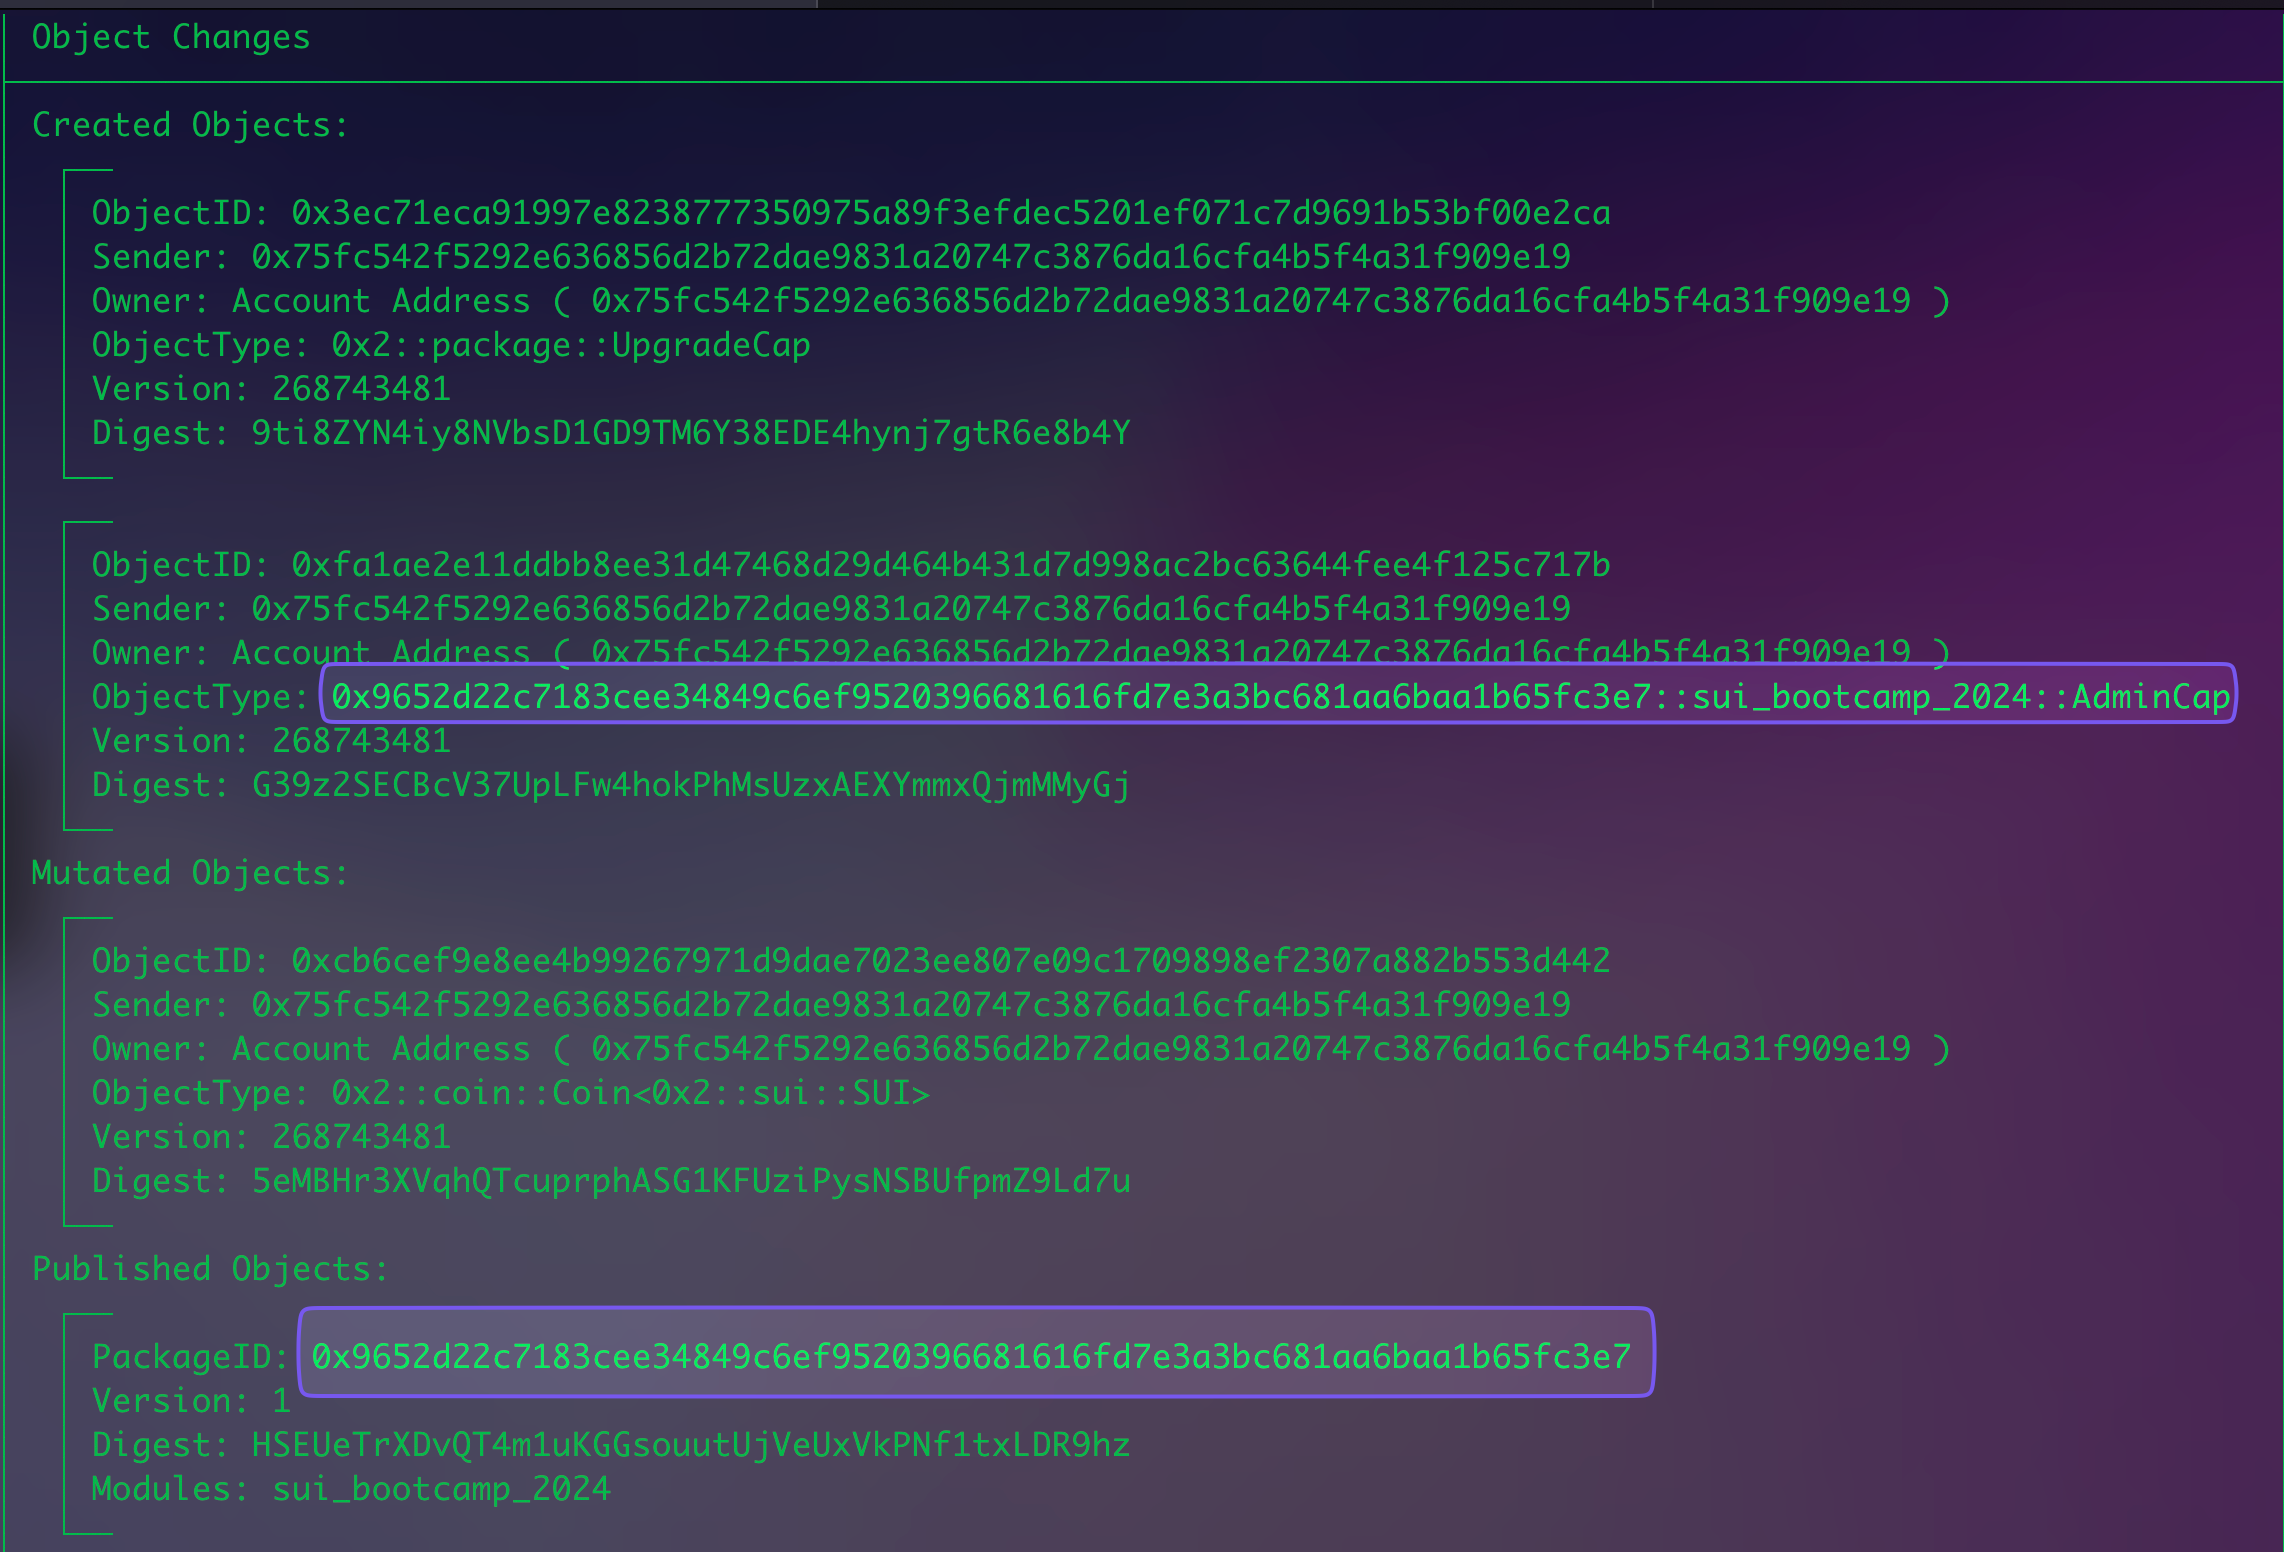 Object Changes
Created Objects:
ObjectID: 0x3ec71eca91997e8238777350975a89f3efdec5201ef071c7d9691b53bf00e2ca
Sender: 0x75fc542f5292e636856d2b72dae9831a20747c3876da16cfa4b5f4a31f909e19
Owner: Account Address ( 0x75fc542f5292e636856d2b72dae9831a20747c3876da16cfa4b5f4a31f909e19 )
ObjectType: 0x2::package::UpgradeCap
Version: 268743481
Digest: 9ti8ZYN4iy8NVbsD1GD9TM6Y38EDE4hynj7gtR6e8b4Y
ObjectID: 0xfa1ae2e11ddbb8ee31d47468d29d464b431d7d998ac2bc63644fee4f125c717b
Sender: 0x75fc542f5292e636856d2b72dae9831a20747c3876da16cfa4b5f4a31f909e19
Owner: Account Address ( 0x75fc542f5292e636856d2b72dae9831a20747c3876da16cfa4b5f4a31f909e19 )
ObjectType: 0x9652d22c7183cee34849c6ef9520396681616fd7e3a3bc681aa6baa1b65fc3e7::sui_bootcamp_2024::AdminCap
Version: 268743481
Digest: G39z2SECBcV37UpLFw4hokPhMsUzxAEXYmmxQjmMMyGj
Mutated Objects:
ObjectID: 0xcb6cef9e8ee4b99267971d9dae7023ee807e09c1709898ef2307a882b553d442
Sender: 0x75fc542f5292e636856d2b72dae9831a20747c3876da16cfa4b5f4a31f909e19
Owner: Account Address ( 0x75fc542f5292e636856d2b72dae9831a20747c3876da16cfa4b5f4a31f909e19 )
ObjectType: 0x2::coin::Coin<0x2::sui::SUI>
Version: 268743481
Digest: 5eMBHr3XVqhQTcuprphASG1KFUziPysNSBUfpmZ9Ld7u
Published Objects:
PackageID: 0x9652d22c7183cee34849c6ef9520396681616fd7e3a3bc681aa6baa1b65fc3e7
Version: 1
Digest: HSEUeTrXDvQT4m1uKGGsouutUjVeUxVkPNf1txLDR9hz
Modules: sui_bootcamp_2024